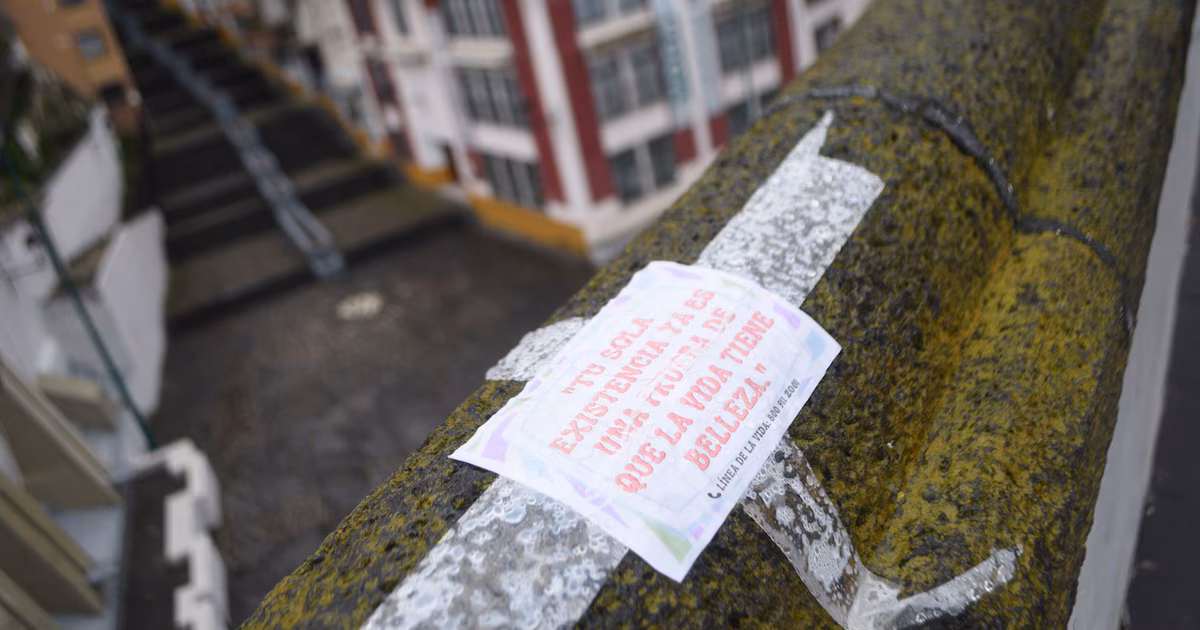 "TU SOLA
EXISTENCIA YA ES
UNA PRUEBA DE
QUE LA VIDA TIENE
BELLEZA."
LÍNEA DE LA VIDA: 800 911 2000